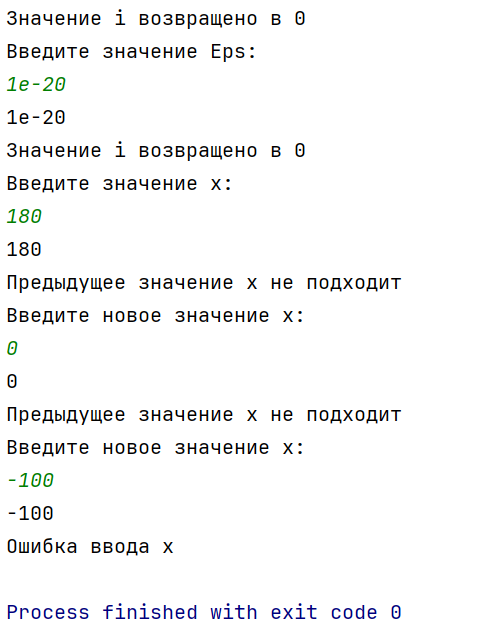 Значение i возвращено в 0
Введите значение Eps:
1e-20
1e-20
Значение i возвращено в 0
Введите значение x:
180
180
Предыдущее значение x не подходит
Введите новое значение x:
0
0
Предыдущее значение x не подходит
Введите новое значение x:
-100
-100
Ошибка ввода x
Process finished with exit code 0